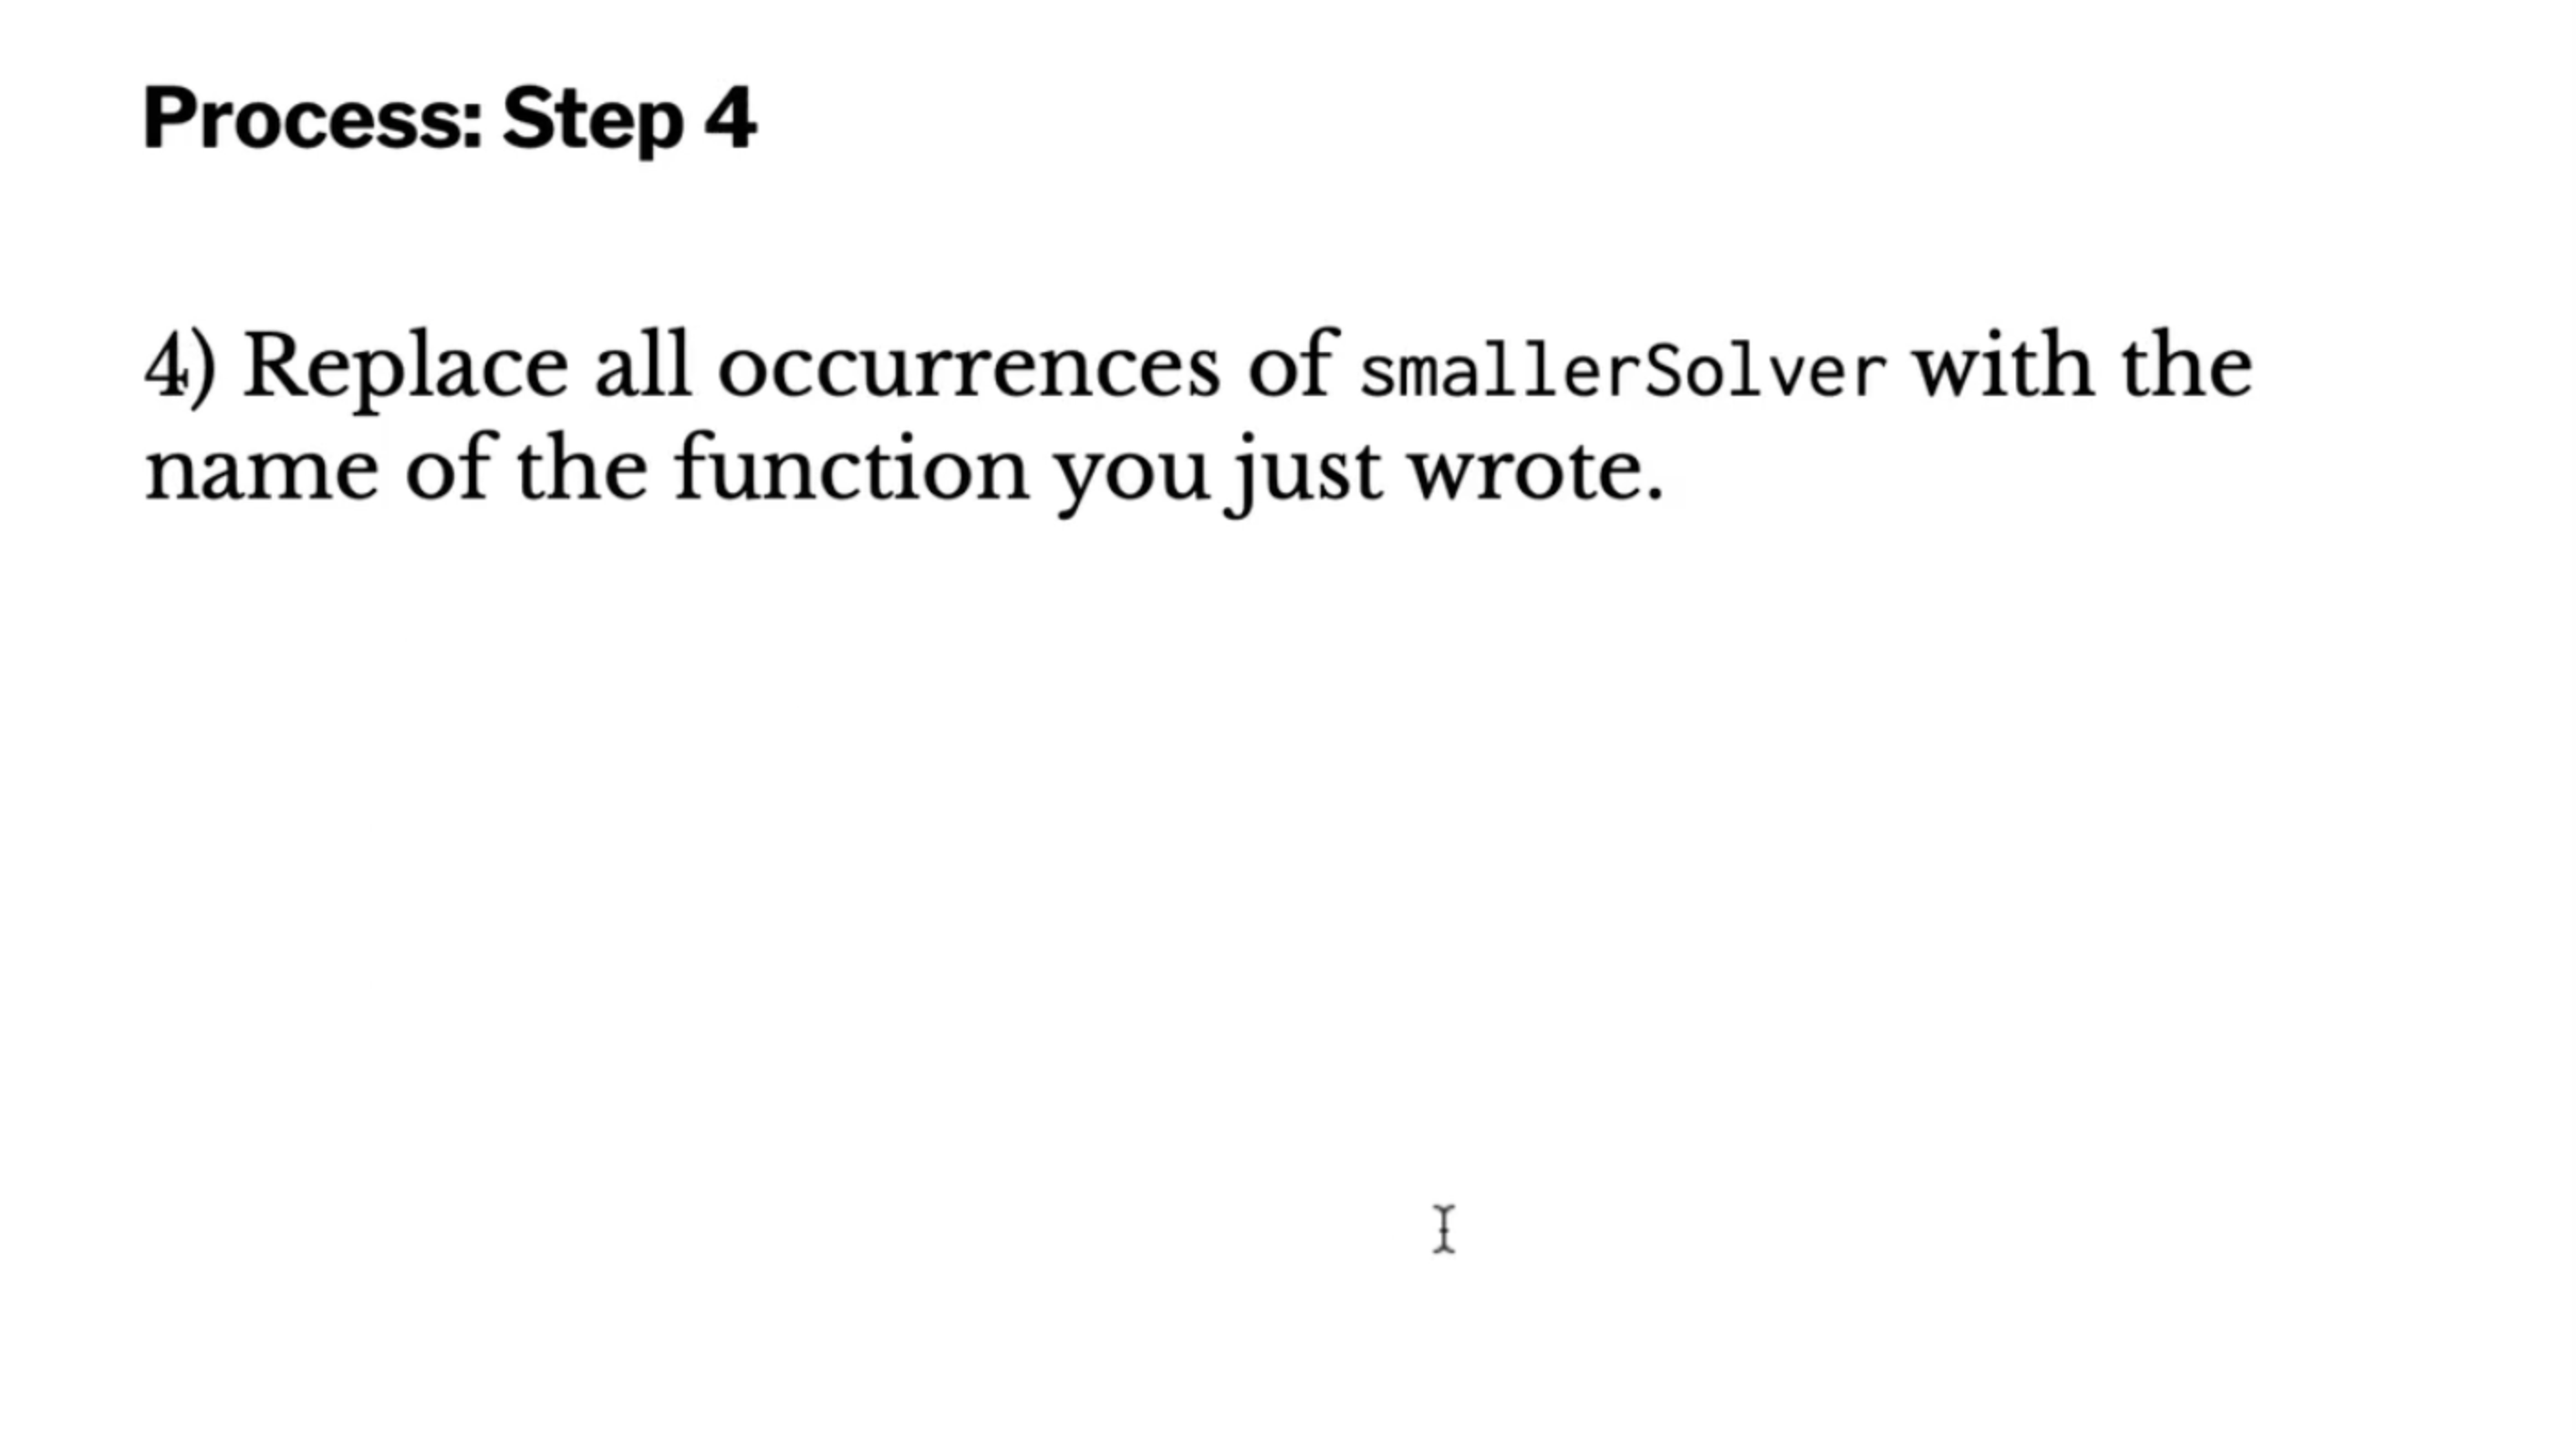 Process: Step 4
4) Replace all occurrences of smallerSolver with the
name of the function you just wrote.